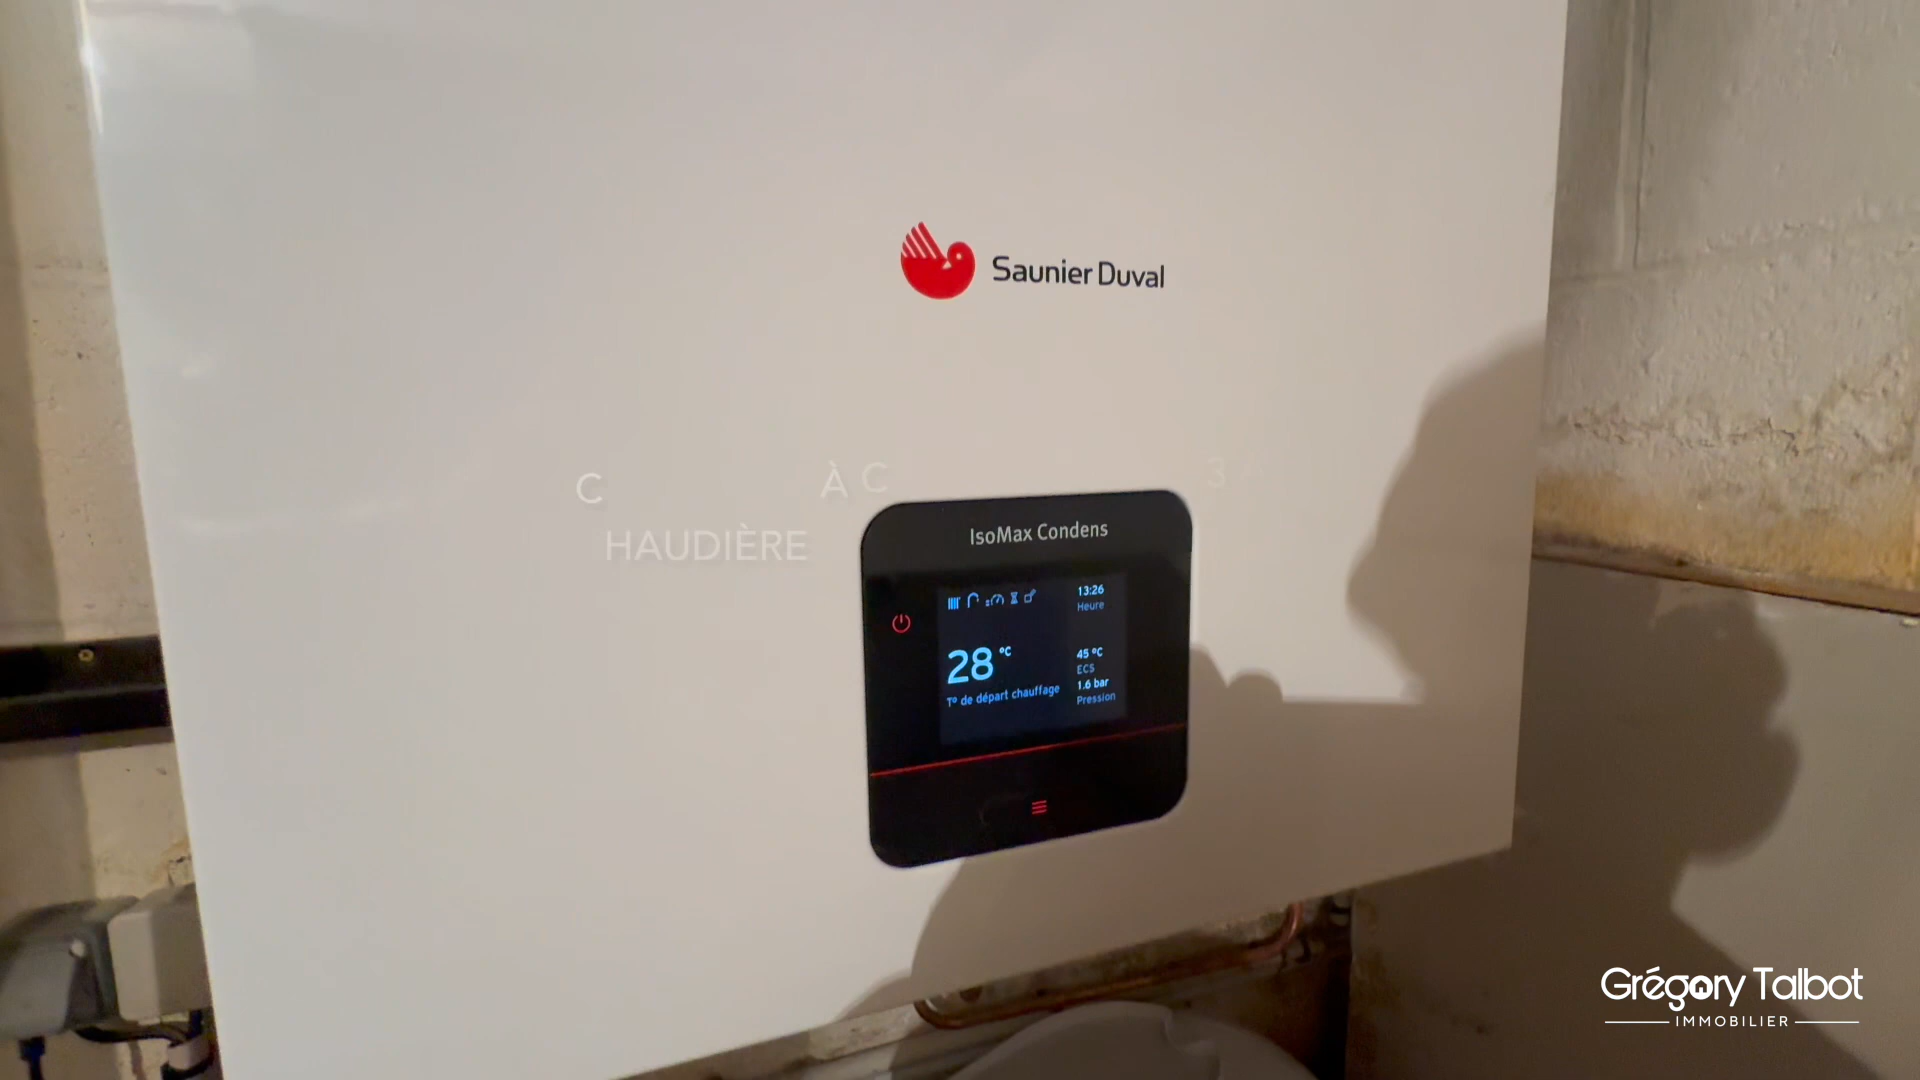 Saunier Duval
C
À C
3
HAUDIÈRE
IsoMax Condens
13:26
Heure
28 °C
T° de départ chauffage
45 °C
ECS
1.6 bar
Pression
Grégory Talbot
IMMOBILIER